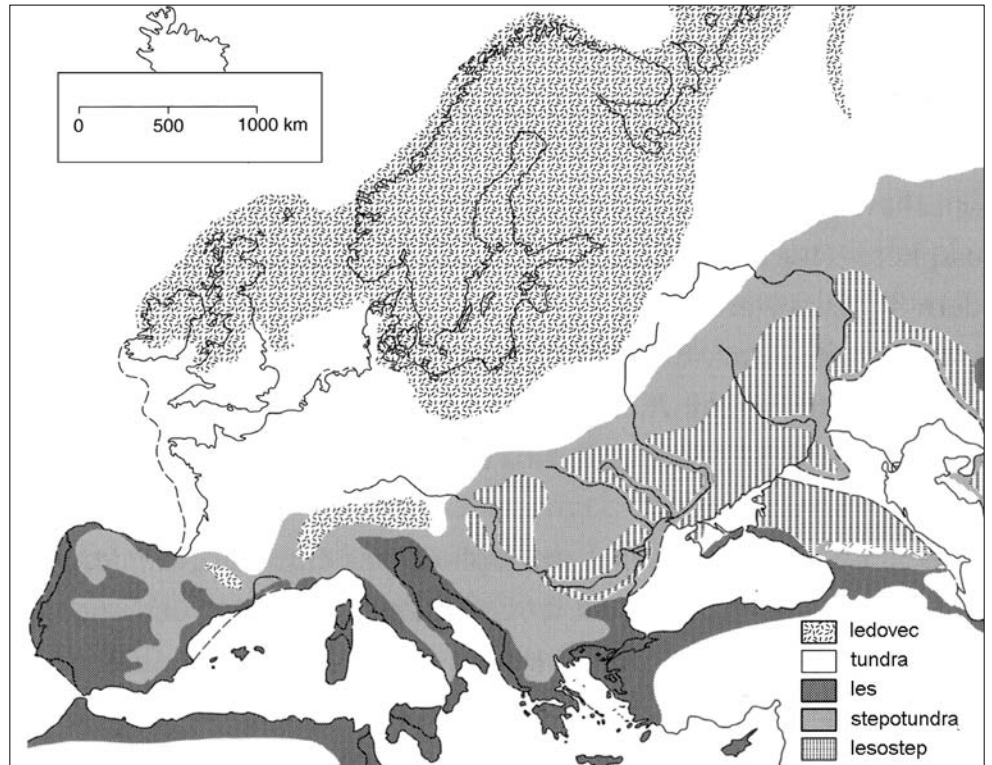 0 500 1000 km
ledovec
tundra
les
stepotundra
lesostep